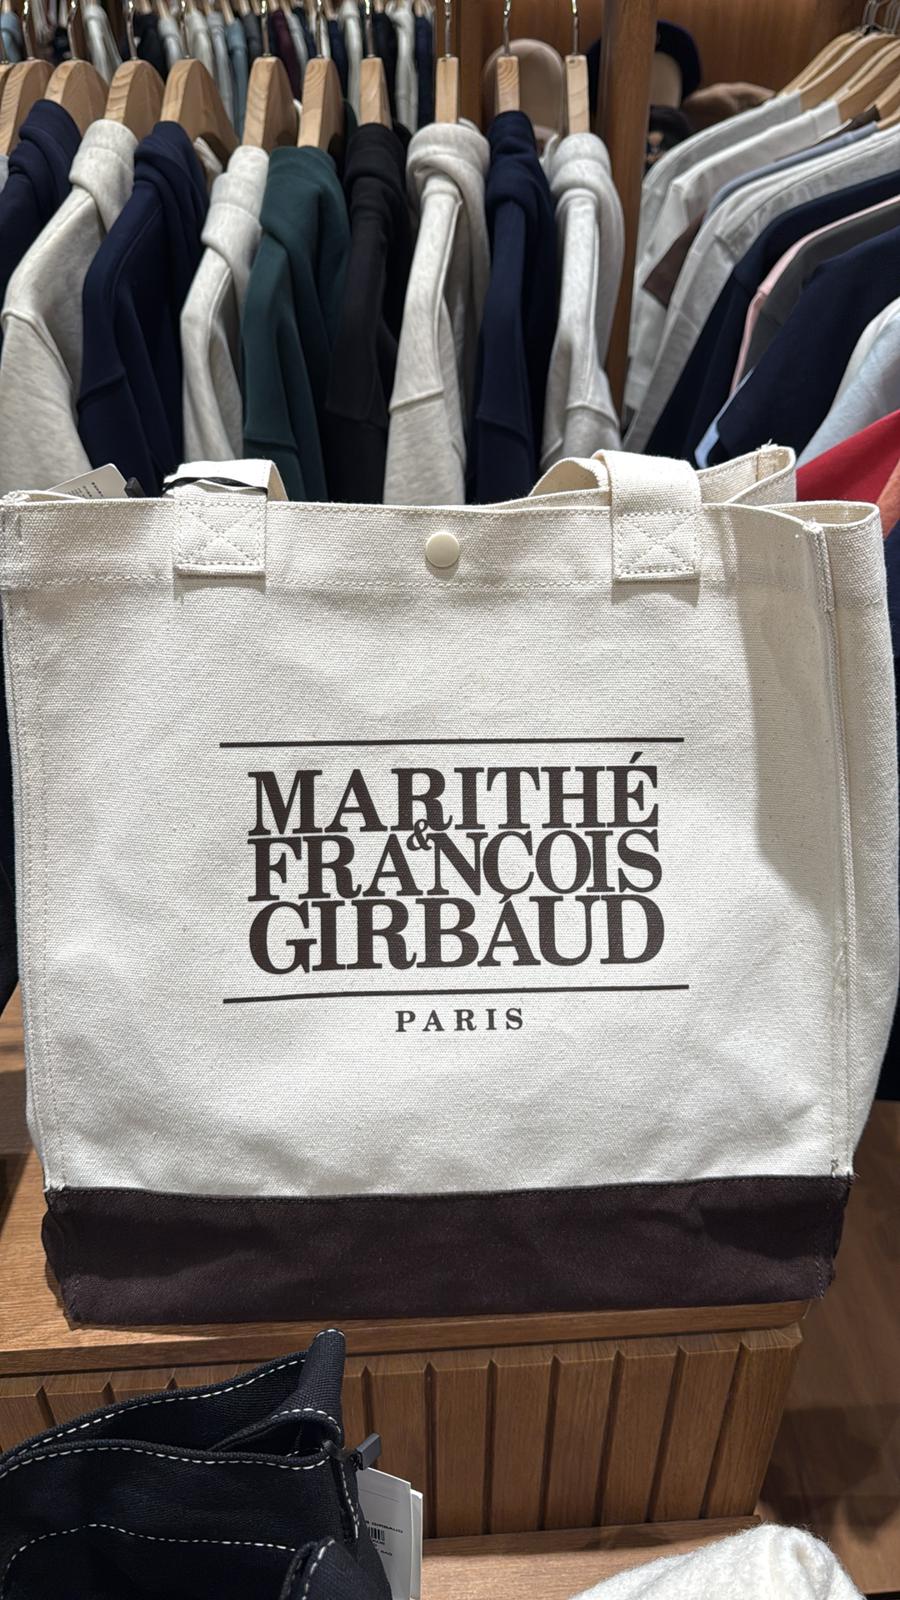 MARITHÉ
&
FRANÇOIS
GIRBAUD
PARIS